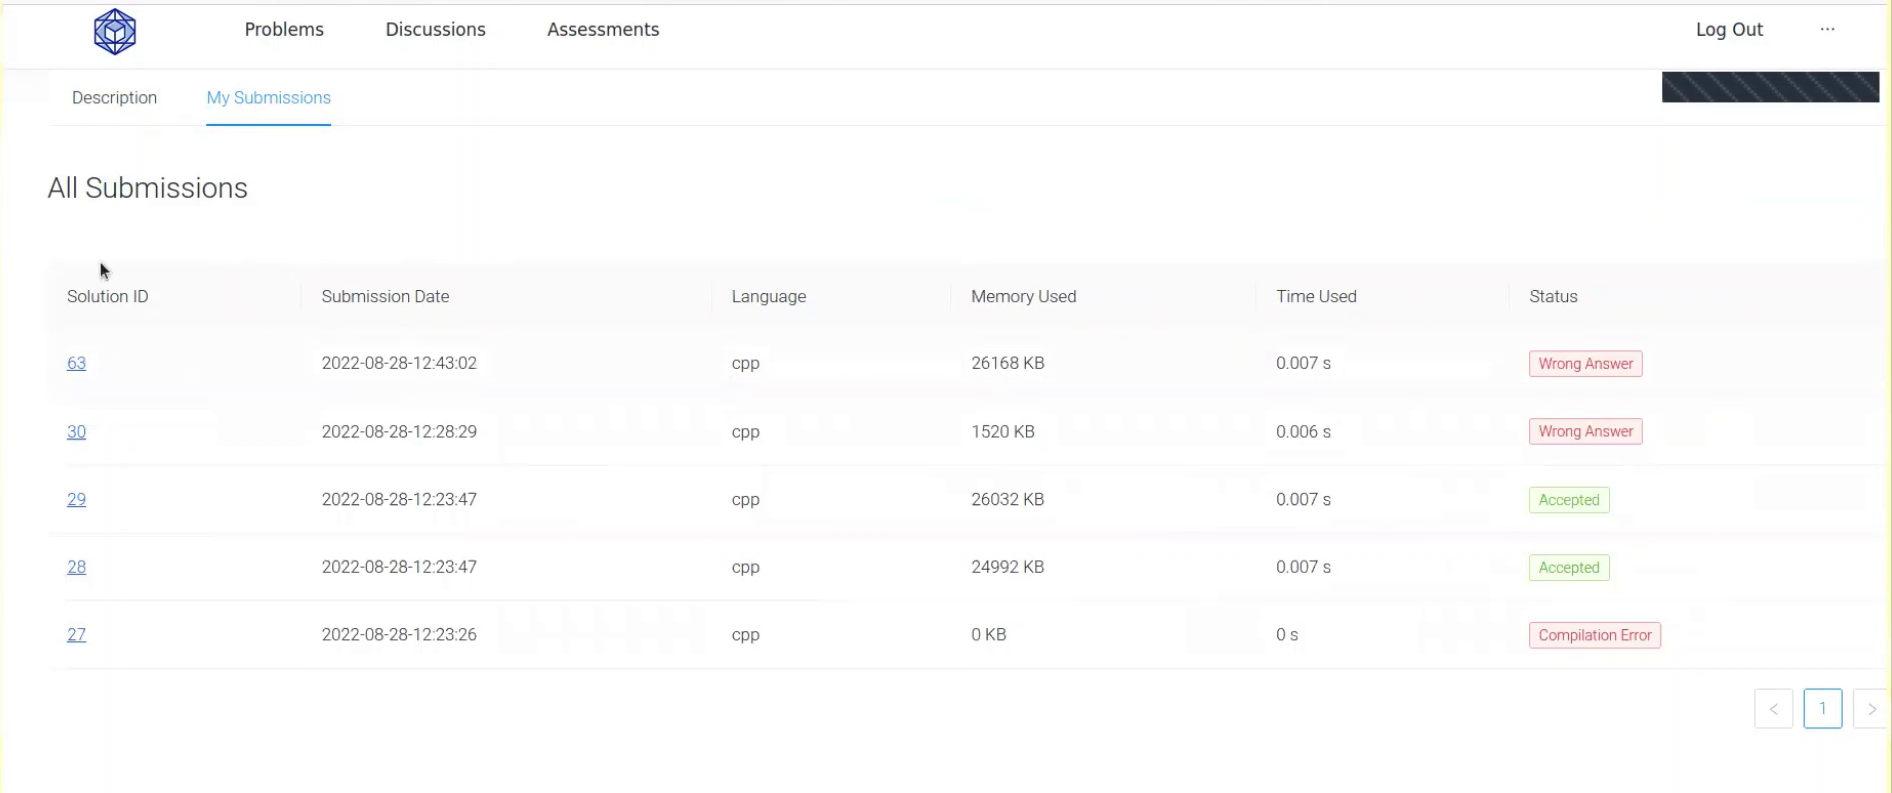 Problems Discussions Assessments Log Out ...
Description My Submissions
All Submissions
Solution ID Submission Date Language Memory Used Time Used Status
63 2022-08-28-12:43:02 cpp 26168 KB 0.007 s Wrong Answer
30 2022-08-28-12:28:29 cpp 1520 KB 0.006 s Wrong Answer
29 2022-08-28-12:23:47 cpp 26032 KB 0.007 s Accepted
28 2022-08-28-12:23:47 cpp 24992 KB 0.007 s Accepted
27 2022-08-28-12:23:26 cpp 0 KB 0 s Compilation Error
< 1 >